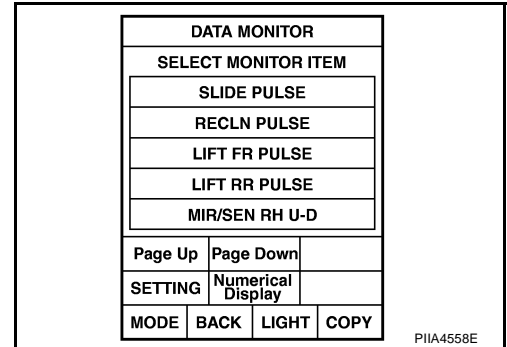 DATA MONITOR
SELECT MONITOR ITEM
SLIDE PULSE
RECLN PULSE
LIFT FR PULSE
LIFT RR PULSE
MIR/SEN RH U-D
Page Up Page Down
SETTING Numerical Display
MODE BACK LIGHT COPY
PIIA4558E